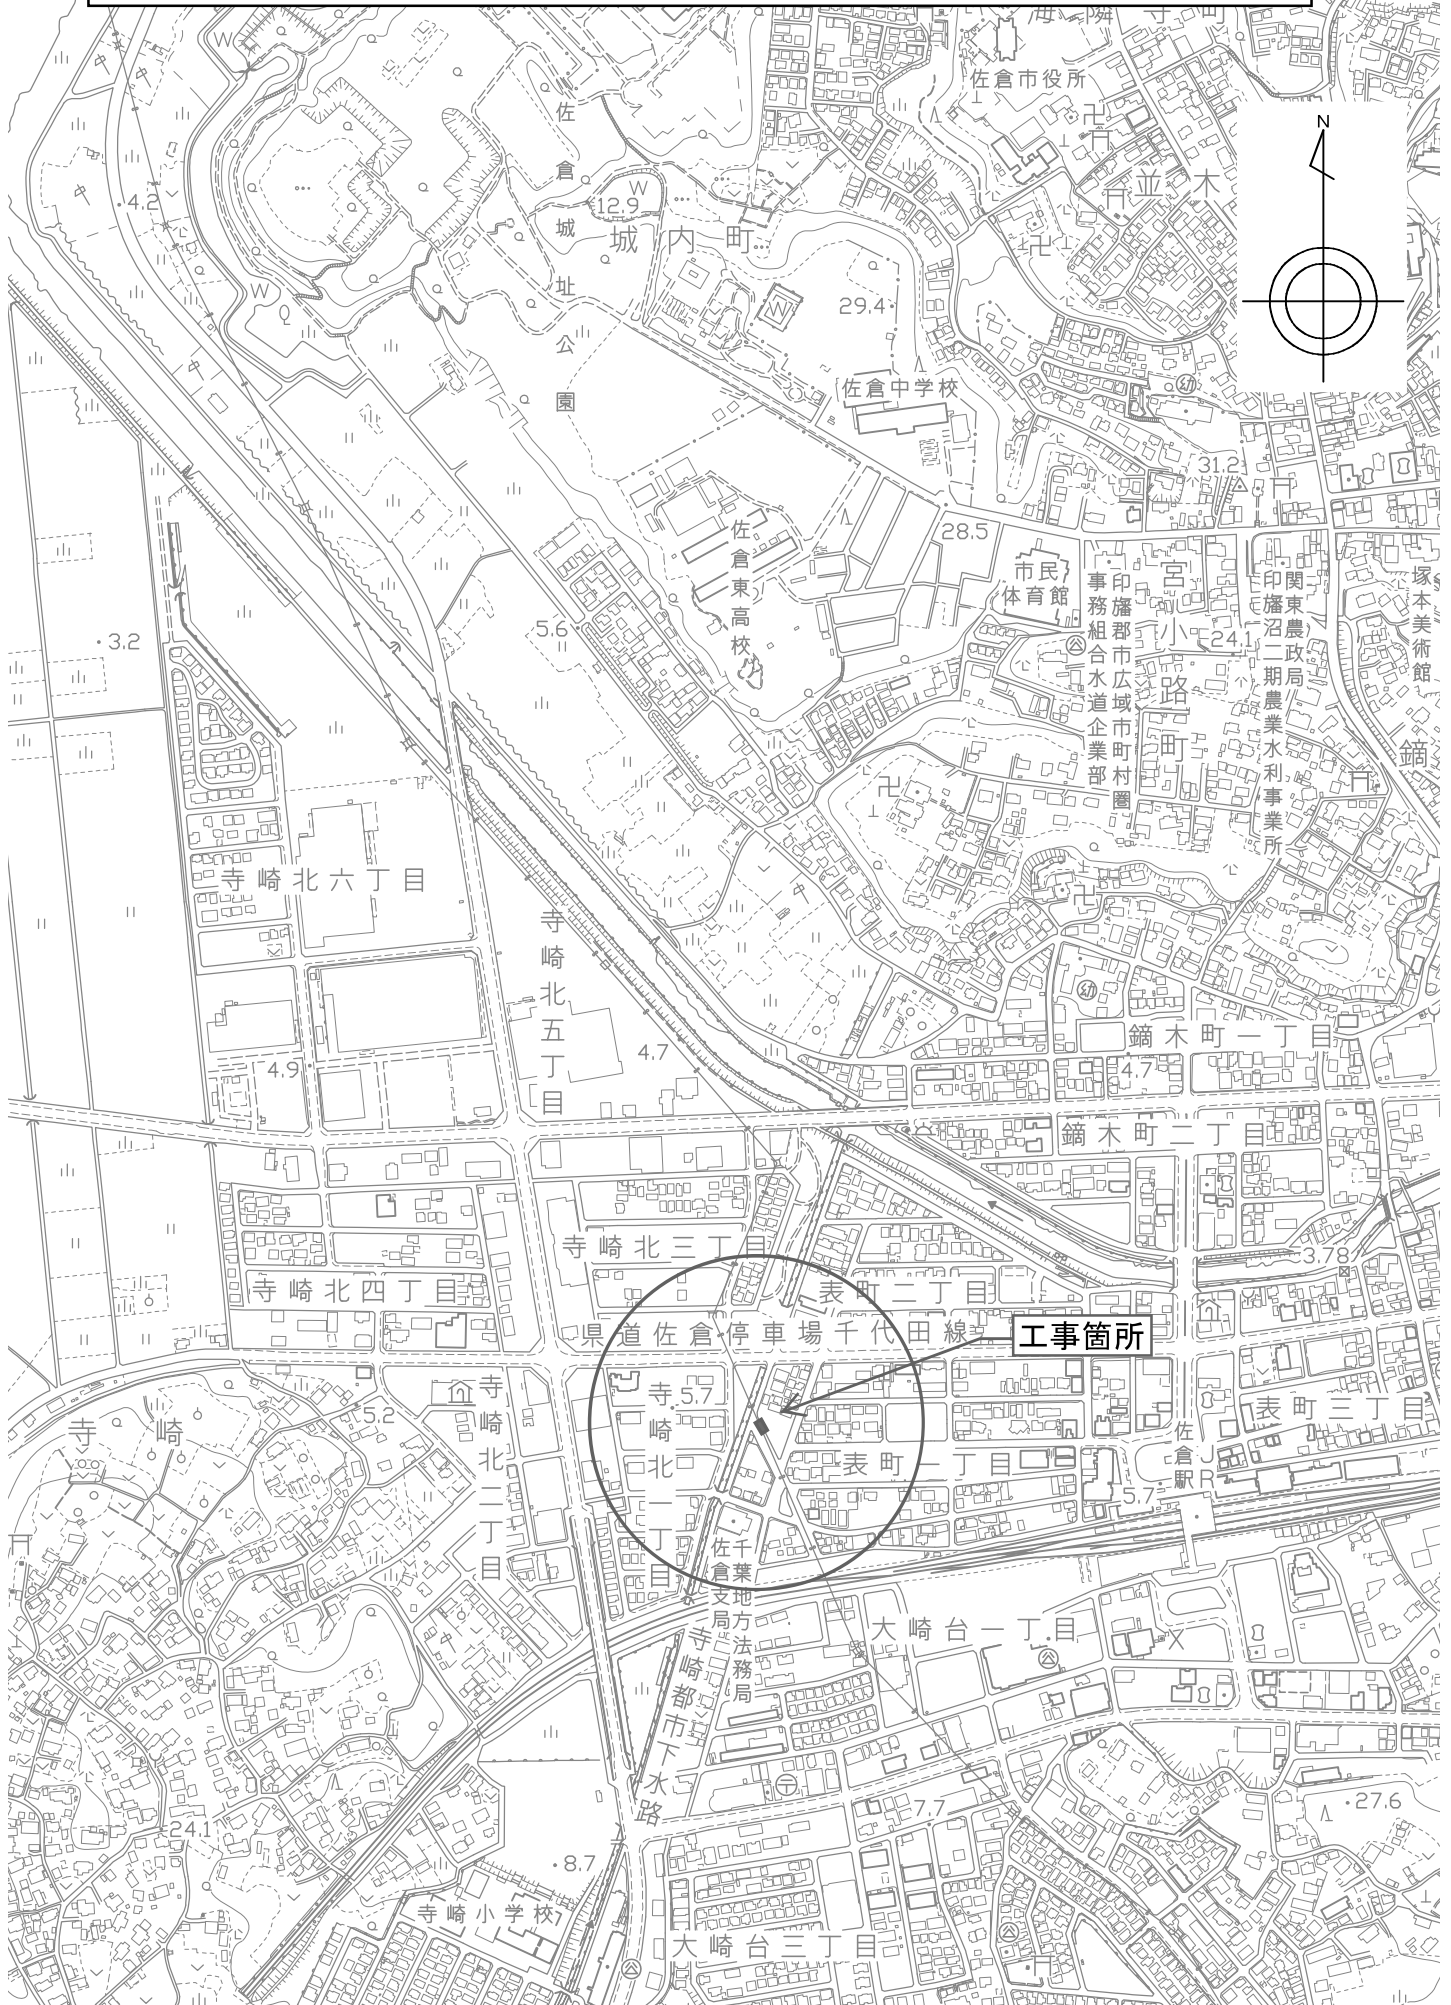 海隣寺町
佐倉市役所
N
並木
佐倉城址公園
4.2
W
W
12.9
城内町
W
29.4
佐倉中学校
幼
31.2
28.5
佐倉東高校
市民
体育館
宮小路町
24.1
印旛郡市広域市町村圏
事務組合水道企業部
関東農政局
印旛沼二期農業水利事業所
塚本美術館
鏑
5.6
3.2
寺崎北六丁目
寺崎北五丁目
幼
鏑木町一丁目
4.7
4.7
4.9
鏑木町二丁目
寺崎北三丁目
3.78
寺崎北四丁目
表町二丁目
県道佐倉停車場千代田線
工事箇所
寺崎
5.2
寺崎北二丁目
寺崎北一丁目
5.7
表町三丁目
表町一丁目
JR
佐倉駅
5.7
千葉地方法務局
佐倉支局
大崎台一丁目
寺崎都市下水路
7.7
27.6
24.1
8.7
寺崎小学校
大崎台三丁目